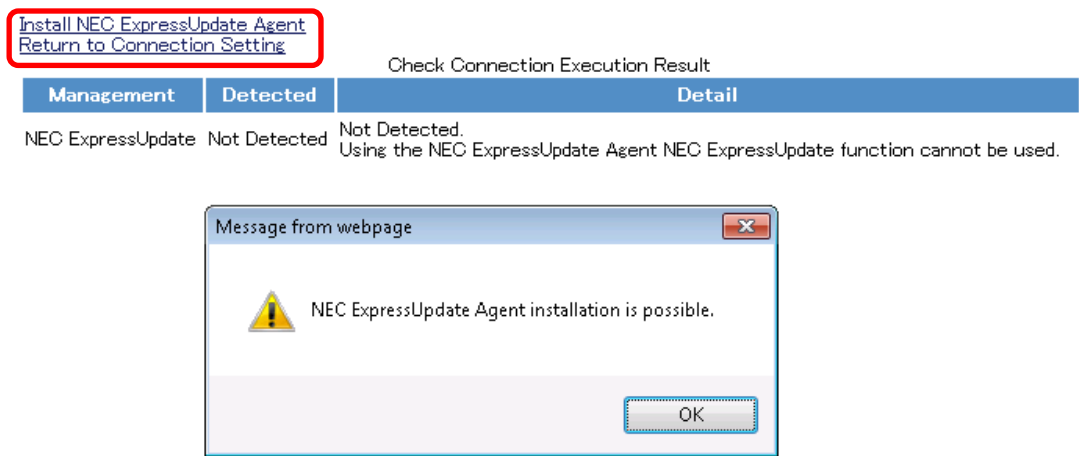 Install NEC ExpressUpdate Agent
Return to Connection Setting
Check Connection Execution Result
Management Detected Detail
NEC ExpressUpdate Not Detected Not Detected.
Using the NEC ExpressUpdate Agent NEC ExpressUpdate function cannot be used.
Message from webpage
NEC ExpressUpdate Agent installation is possible.
OK